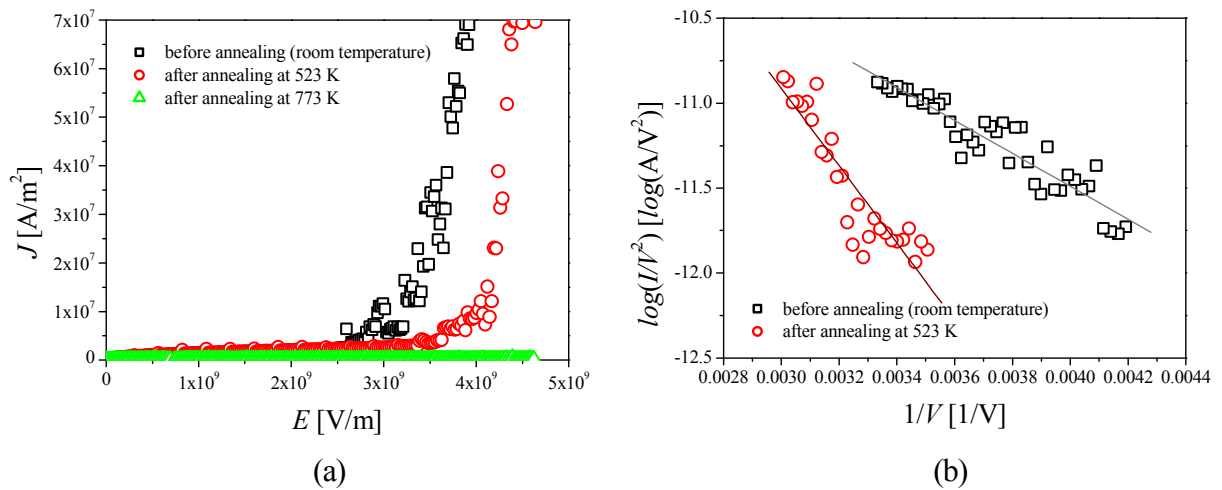 7x10⁷
6x10⁷
5x10⁷
4x10⁷
3x10⁷
2x10⁷
1x10⁷
0
J [A/m²]
before annealing (room temperature)
after annealing at 523 K
after annealing at 773 K
0 1x10⁹ 2x10⁹ 3x10⁹ 4x10⁹ 5x10⁹
E [V/m]
(a)
-10.5
-11.0
-11.5
-12.0
-12.5
log(I/V²) [log(A/V²)]
before annealing (room temperature)
after annealing at 523 K
0.0028 0.0030 0.0032 0.0034 0.0036 0.0038 0.0040 0.0042 0.0044
1/V [1/V]
(b)